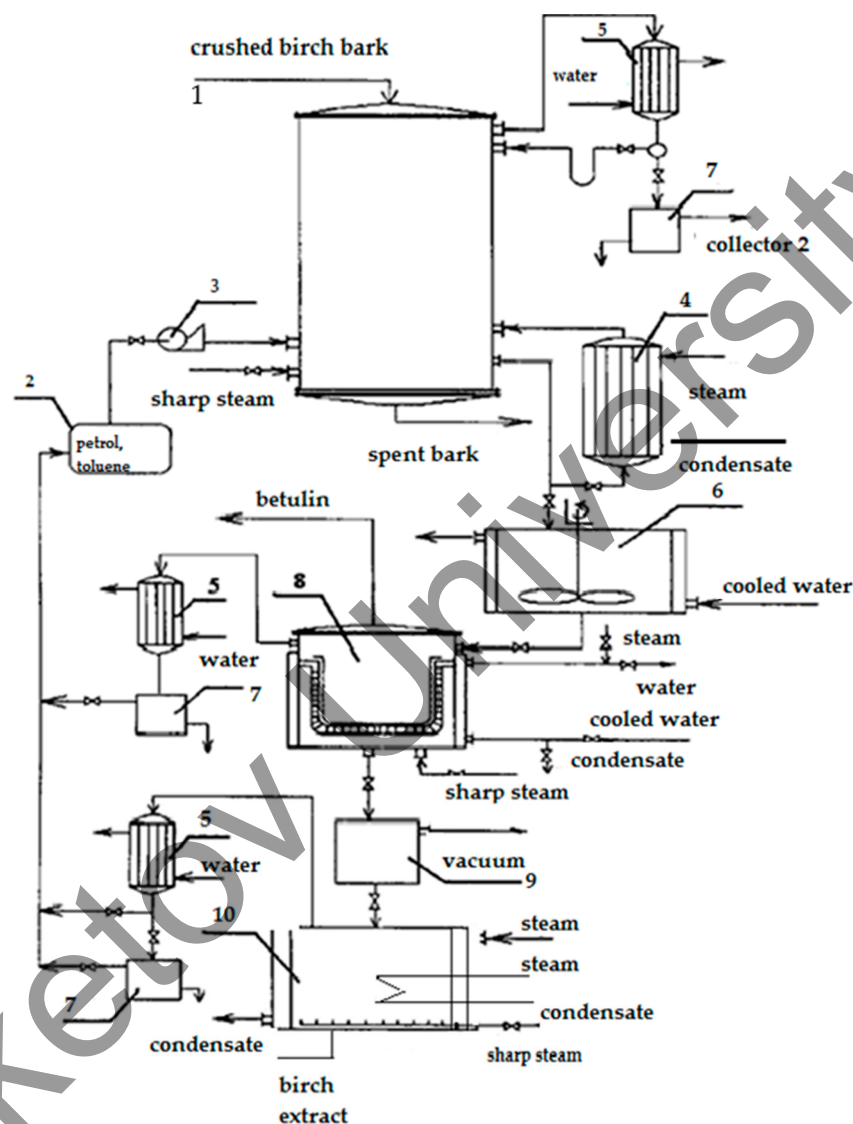 crushed birch bark
1
5
water
7
collector 2
3
4
sharp steam
steam
2
petrol,
toluene
spent bark
condensate
6
betulin
8
5
cooled water
water
steam
water
7
cooled water
condensate
sharp steam
5
water
vacuum
9
10
steam
steam
7
condensate
condensate
sharp steam
birch
extract
ketov University